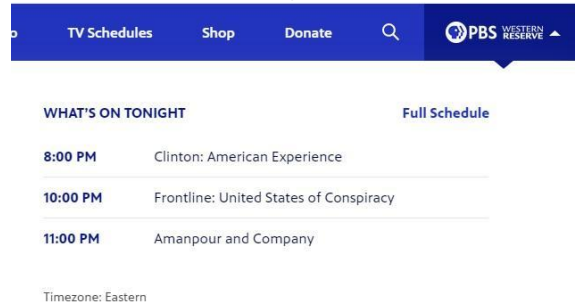 TV Schedules Shop Donate PBS WESTERN RESERVE
WHAT'S ON TONIGHT Full Schedule
8:00 PM Clinton: American Experience
10:00 PM Frontline: United States of Conspiracy
11:00 PM Amanpour and Company
Timezone: Eastern